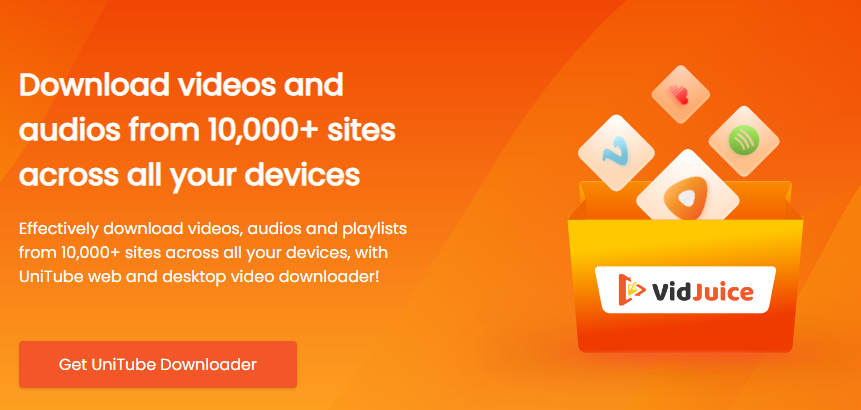 Download videos and
audios from 10,000+ sites
across all your devices
Effectively download videos, audios and playlists
from 10,000+ sites across all your devices, with
UniTube web and desktop video downloader!
VidJuice
Get UniTube Downloader